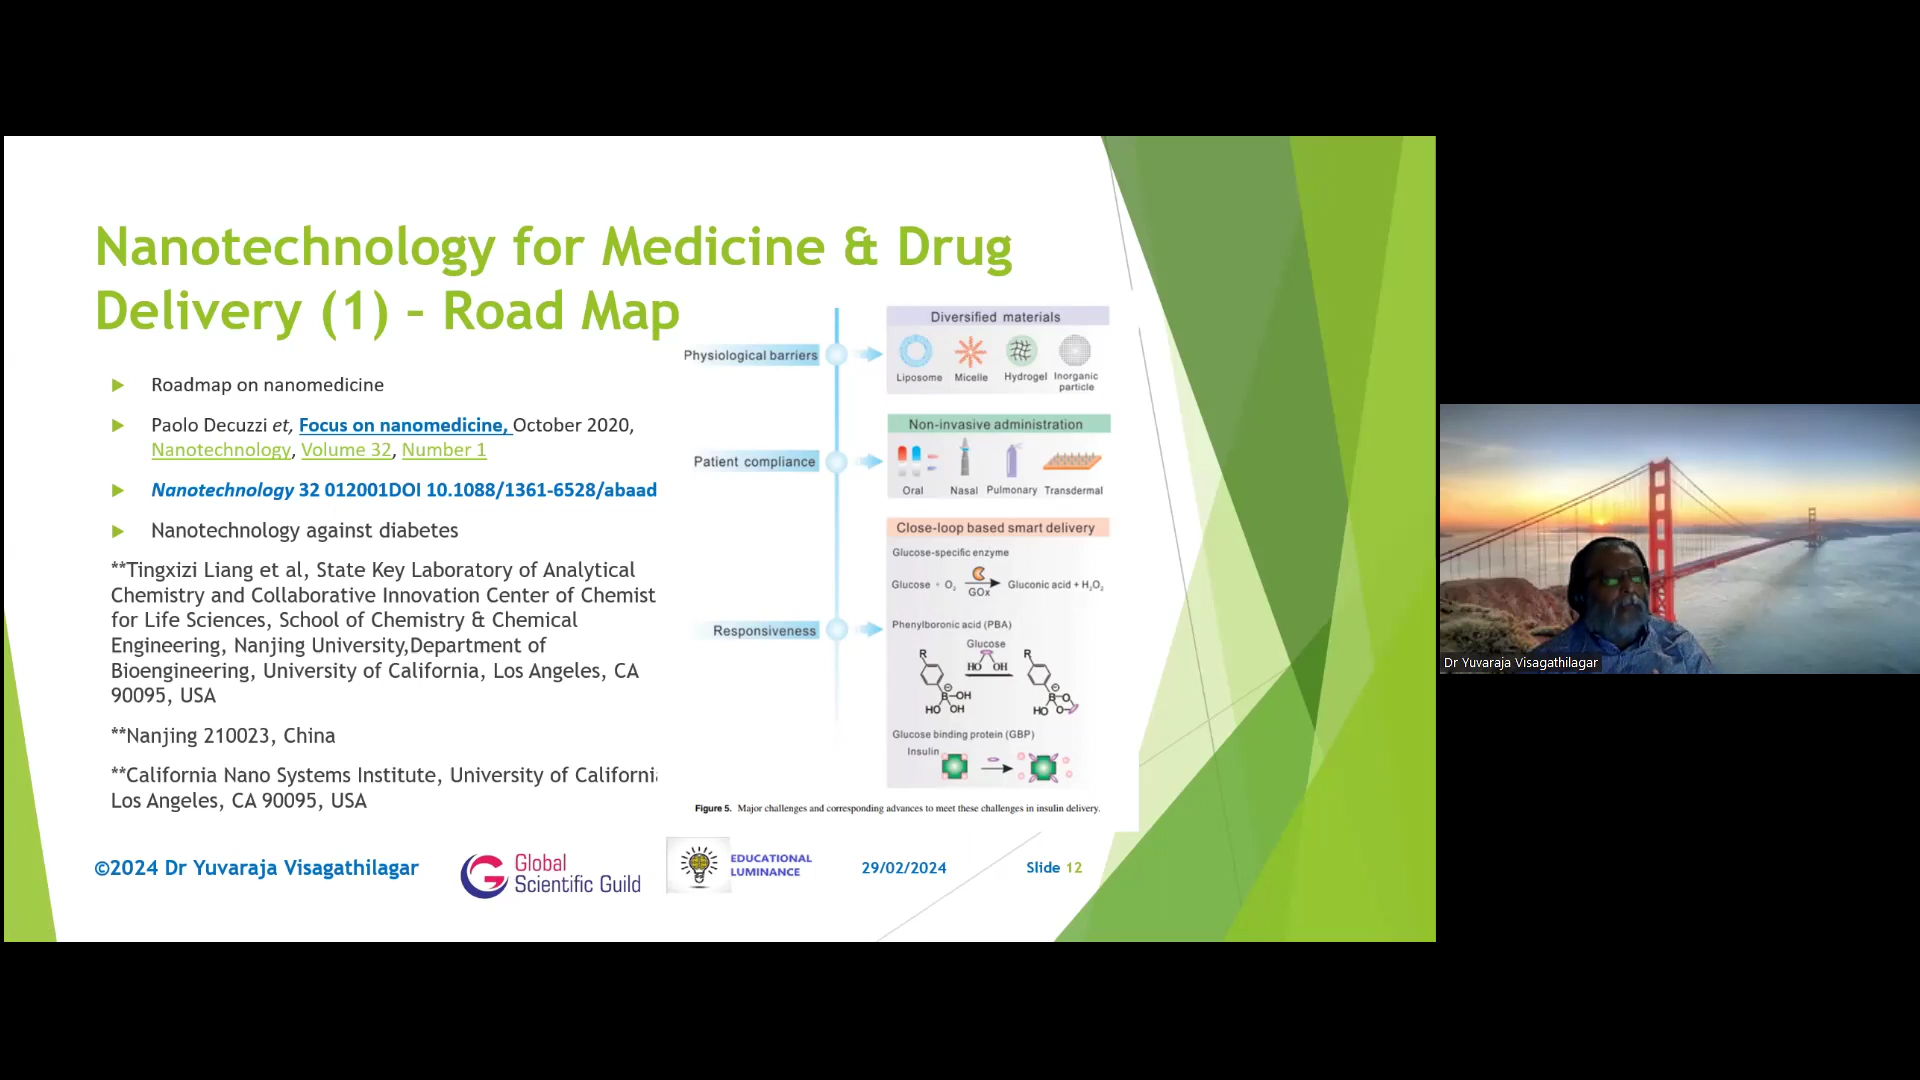 Nanotechnology for Medicine & Drug
Delivery (1) – Road Map
Roadmap on nanomedicine
Paolo Decuzzi et, Focus on nanomedicine, October 2020,
Nanotechnology, Volume 32, Number 1
Nanotechnology 32 012001DOI 10.1088/1361-6528/abaad
Nanotechnology against diabetes
**Tingxizi Liang et al, State Key Laboratory of Analytical
Chemistry and Collaborative Innovation Center of Chemist
for Life Sciences, School of Chemistry & Chemical
Engineering, Nanjing University,Department of
Bioengineering, University of California, Los Angeles, CA
90095, USA
**Nanjing 210023, China
**California Nano Systems Institute, University of Californi
Los Angeles, CA 90095, USA
Physiological barriers
Diversified materials
Liposome Micelle Hydrogel Inorganic
particle
Patient compliance
Non-invasive administration
Oral Nasal Pulmonary Transdermal
Responsiveness
Close-loop based smart delivery
Glucose-specific enzyme
Glucose + O₂ GOx Gluconic acid + H₂O₂
Phenylboronic acid (PBA)
Glucose
R HO OH R
⊖ ⊖
B–OH B–O
HO OH HO O
Glucose binding protein (GBP)
Insulin
Figure 5. Major challenges and corresponding advances to meet these challenges in insulin delivery.
©2024 Dr Yuvaraja Visagathilagar
Global
Scientific Guild
EDUCATIONAL
LUMINANCE
29/02/2024
Slide 12
Dr Yuvaraja Visagathilagar